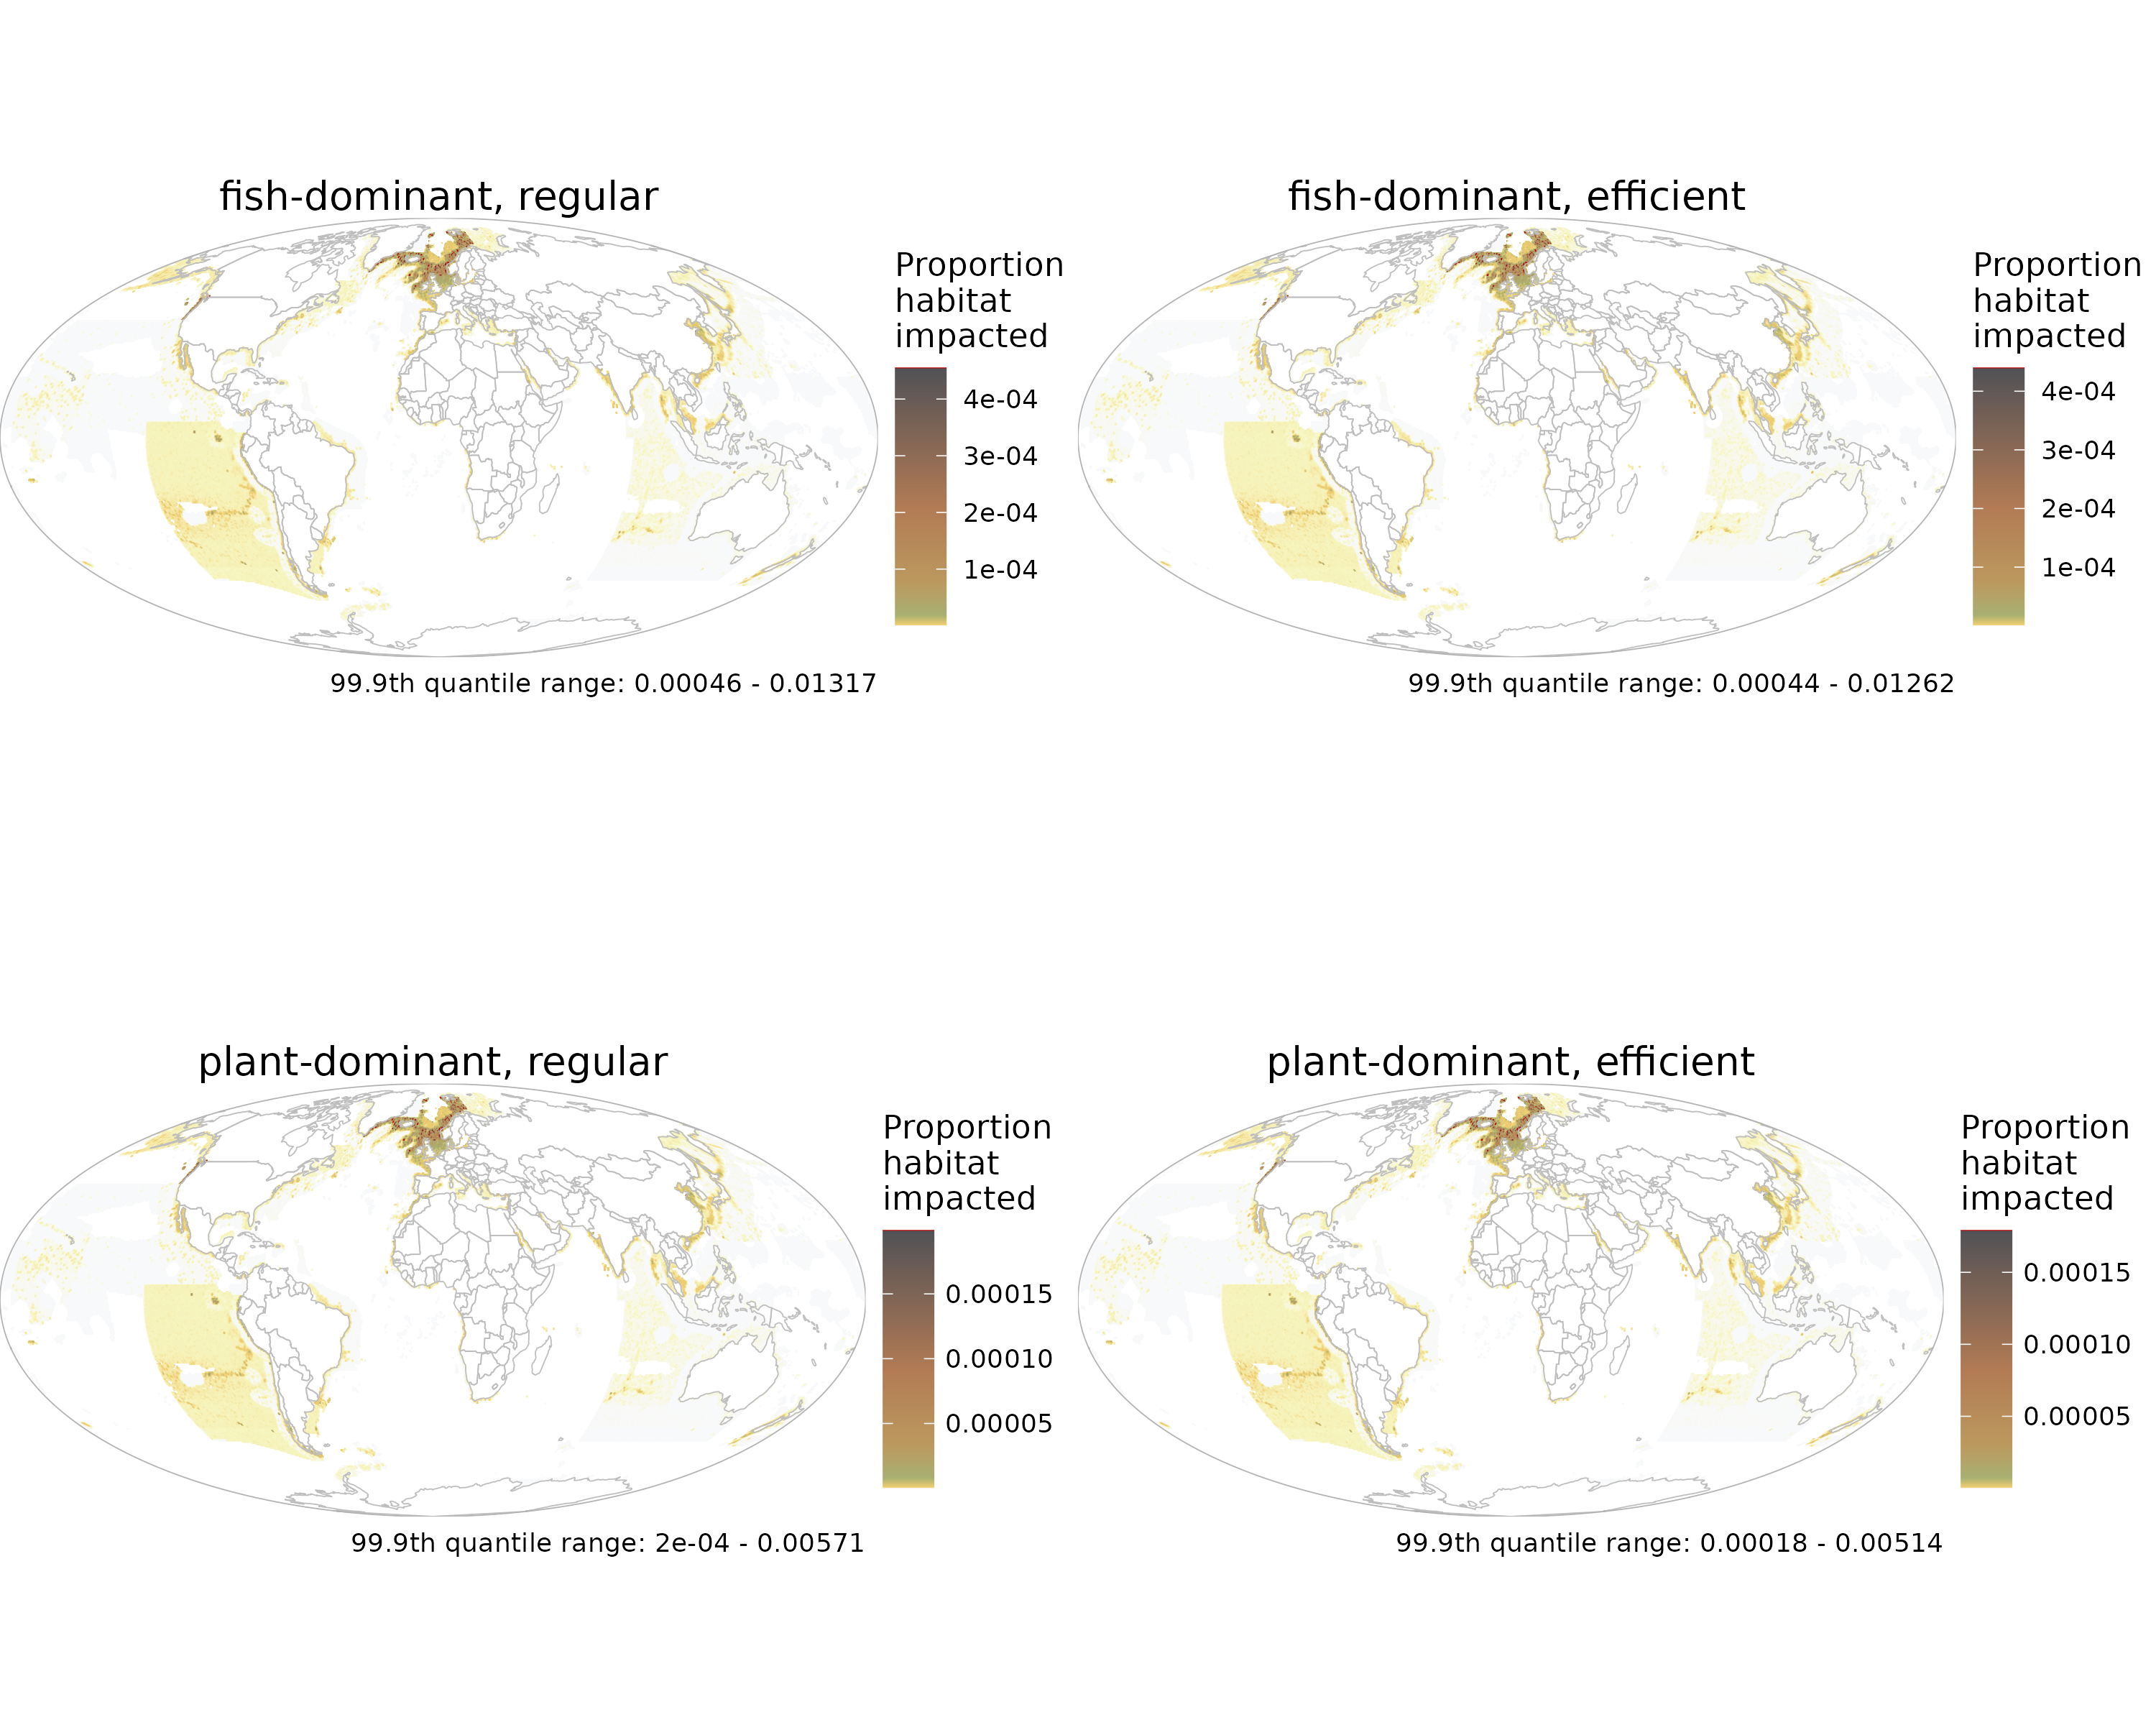 fish-dominant, regular
Proportion
habitat
impacted
4e-04
3e-04
2e-04
1e-04
99.9th quantile range: 0.00046 - 0.01317
fish-dominant, efficient
Proportion
habitat
impacted
4e-04
3e-04
2e-04
1e-04
99.9th quantile range: 0.00044 - 0.01262
plant-dominant, regular
Proportion
habitat
impacted
0.00015
0.00010
0.00005
99.9th quantile range: 2e-04 - 0.00571
plant-dominant, efficient
Proportion
habitat
impacted
0.00015
0.00010
0.00005
99.9th quantile range: 0.00018 - 0.00514